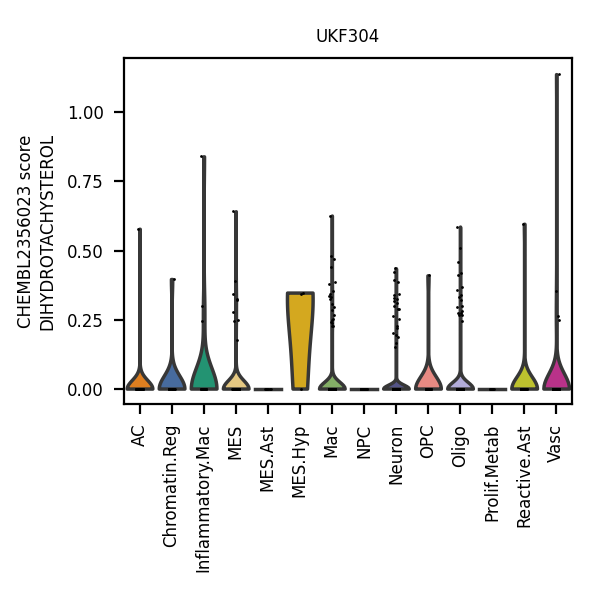 UKF304
CHEMBL2356023 score
DIHYDROTACHYSTEROL
1.00
0.75
0.50
0.25
0.00
AC
Chromatin.Reg
Inflammatory.Mac
MES
MES.Ast
MES.Hyp
Mac
NPC
Neuron
OPC
Oligo
Prolif.Metab
Reactive.Ast
Vasc